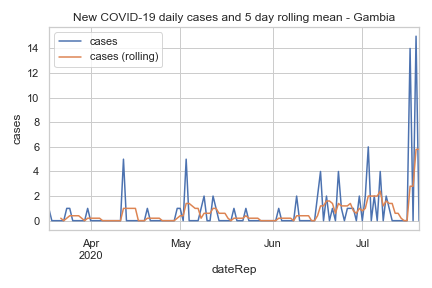 New COVID-19 daily cases and 5 day rolling mean - Gambia
cases
cases (rolling)
cases
14
12
10
8
6
4
2
0
Apr
2020
May
Jun
Jul
dateRep